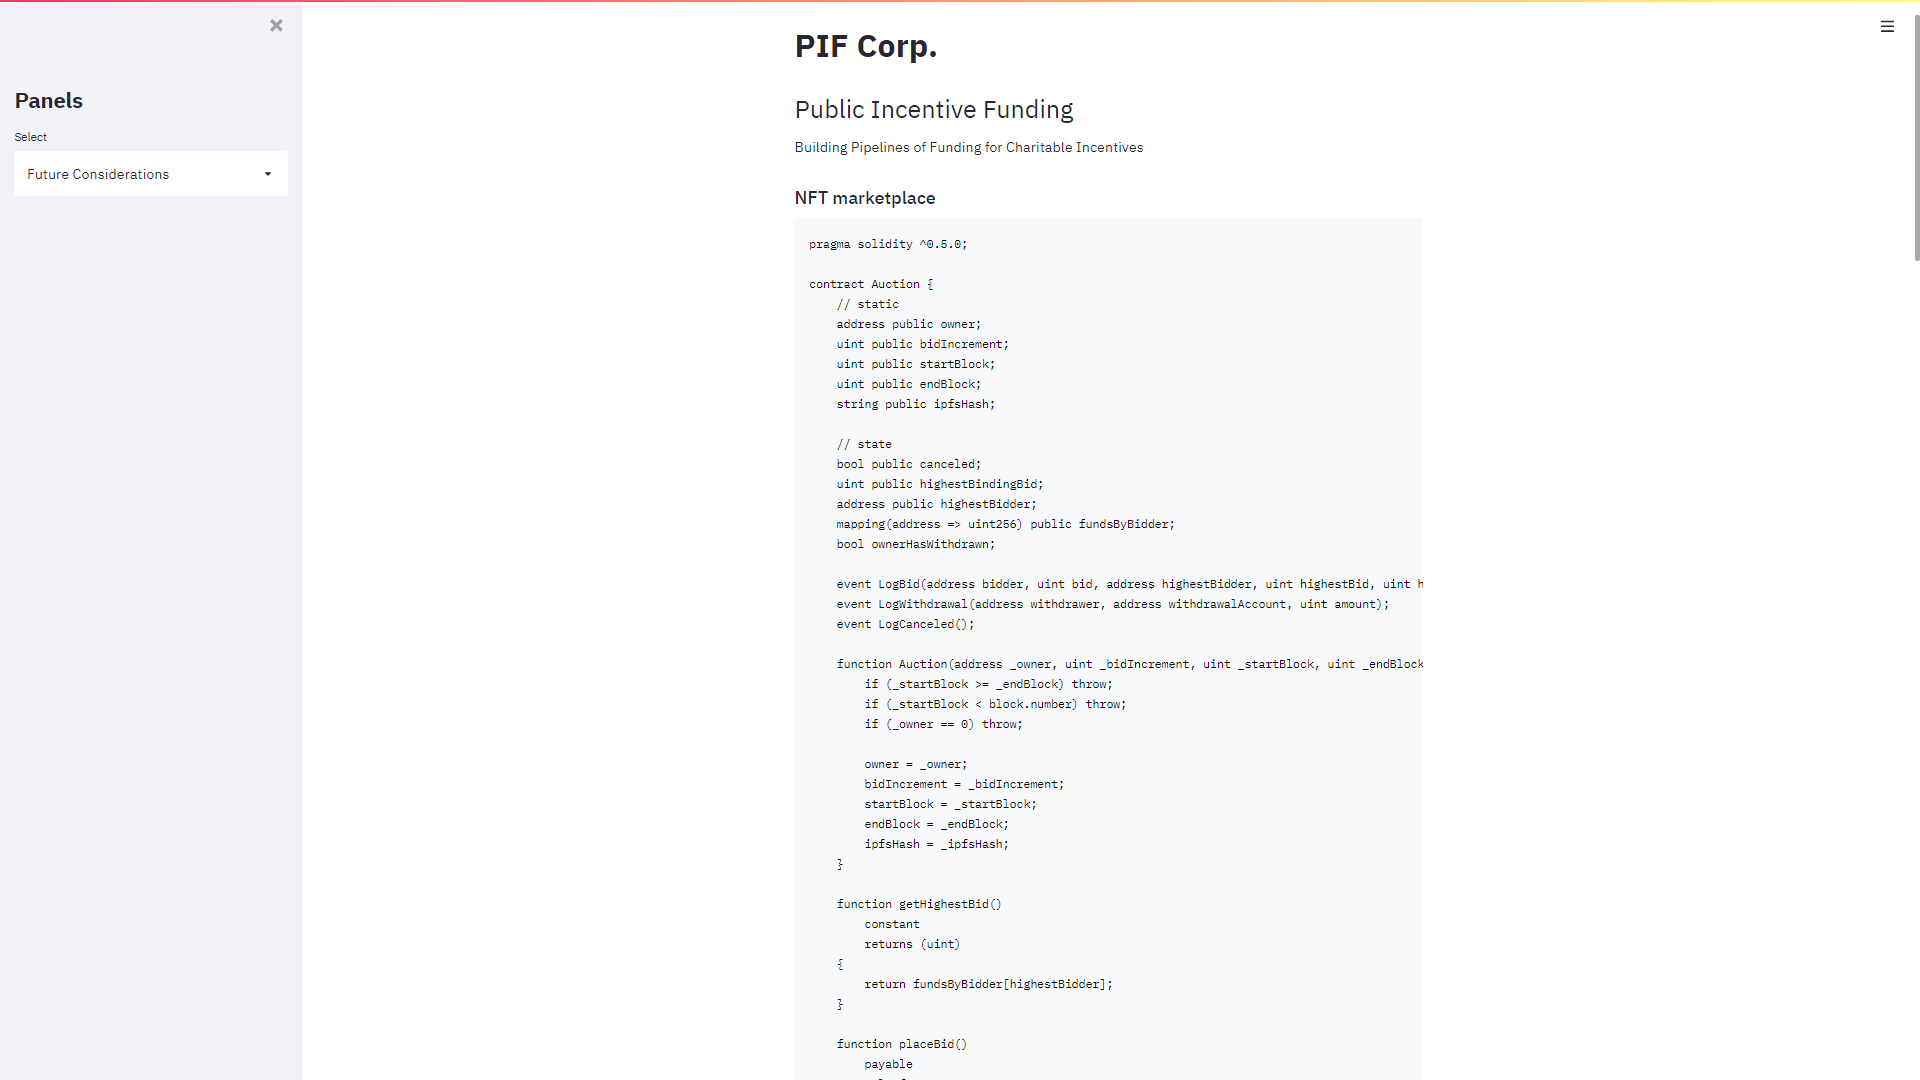 Panels
Select
Future Considerations
PIF Corp.
Public Incentive Funding
Building Pipelines of Funding for Charitable Incentives
NFT marketplace
pragma solidity ^0.5.0;
contract Auction {
// static
address public owner;
uint public bidIncrement;
uint public startBlock;
uint public endBlock;
string public ipfsHash;
// state
bool public canceled;
uint public highestBindingBid;
address public highestBidder;
mapping(address => uint256) public fundsByBidder;
bool ownerHasWithdrawn;
event LogBid(address bidder, uint bid, address highestBidder, uint highestBid, uint h
event LogWithdrawal(address withdrawer, address withdrawalAccount, uint amount);
event LogCanceled();
function Auction(address _owner, uint _bidIncrement, uint _startBlock, uint _endBlock
if (_startBlock >= _endBlock) throw;
if (_startBlock < block.number) throw;
if (_owner == 0) throw;
owner = _owner;
bidIncrement = _bidIncrement;
startBlock = _startBlock;
endBlock = _endBlock;
ipfsHash = _ipfsHash;
}
function getHighestBid()
constant
returns (uint)
{
return fundsByBidder[highestBidder];
}
function placeBid()
payable